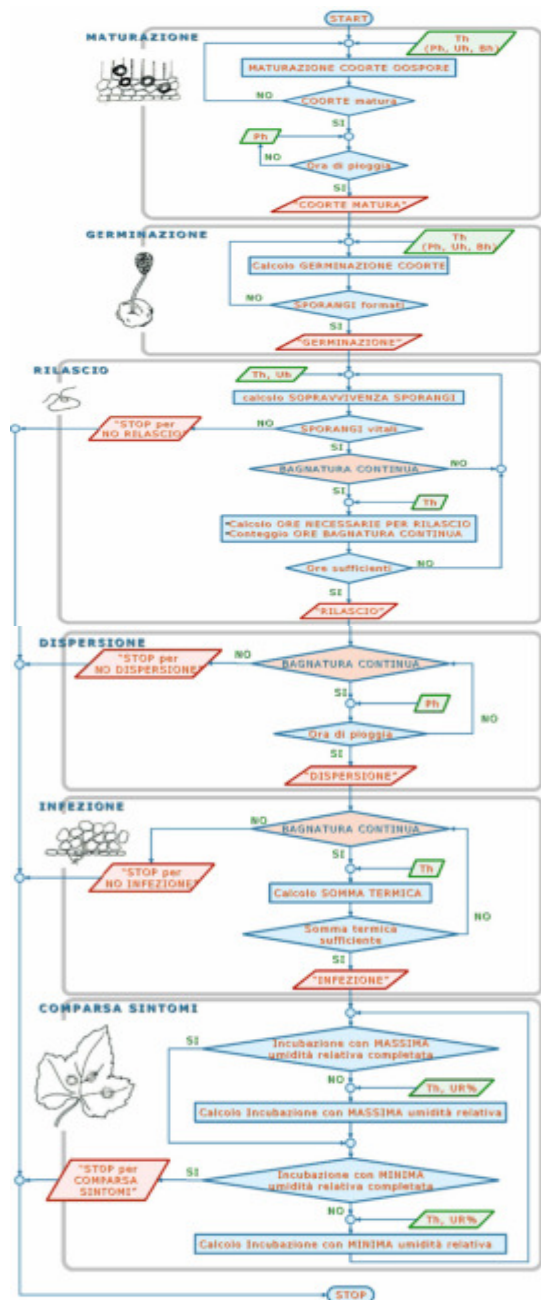 START
MATURAZIONE
Th
(Ph, Uh, Bh)
MATURAZIONE COORTE OOSPORE
NO
COORTE matura
SI
Ph
NO
Ora di pioggia
SI
"COORTE MATURA"
GERMINAZIONE
Th
(Ph, Uh, Bh)
Calcolo GERMINAZIONE COORTE
NO
SPORANGI formati
SI
"GERMINAZIONE"
RILASCIO
Th, Uh
calcolo SOPRAVVIVENZA SPORANGI
"STOP per
NO RILASCIO"
NO
SPORANGI vitali
SI
BAGNATURA CONTINUA
NO
SI
Th
•Calcolo ORE NECESSARIE PER RILASCIO
•Conteggio ORE BAGNATURA CONTINUA
Ore sufficienti
NO
SI
"RILASCIO"
DISPERSIONE
"STOP per
NO DISPERSIONE"
NO
BAGNATURA CONTINUA
SI
Ph
NO
Ora di pioggia
SI
"DISPERSIONE"
INFEZIONE
NO
BAGNATURA CONTINUA
SI
Th
"STOP per
NO INFEZIONE"
Calcolo SOMMA TERMICA
NO
Somma termica
sufficiente
SI
"INFEZIONE"
COMPARSA SINTOMI
SI
Incubazione con MASSIMA
umidità relativa completata
NO
Th, UR%
Calcolo Incubazione con MASSIMA umidità relativa
"STOP per
COMPARSA
SINTOMI"
SI
Incubazione con MINIMA
umidità relativa completata
NO
Th, UR%
Calcolo Incubazione con MINIMA umidità relativa
STOP